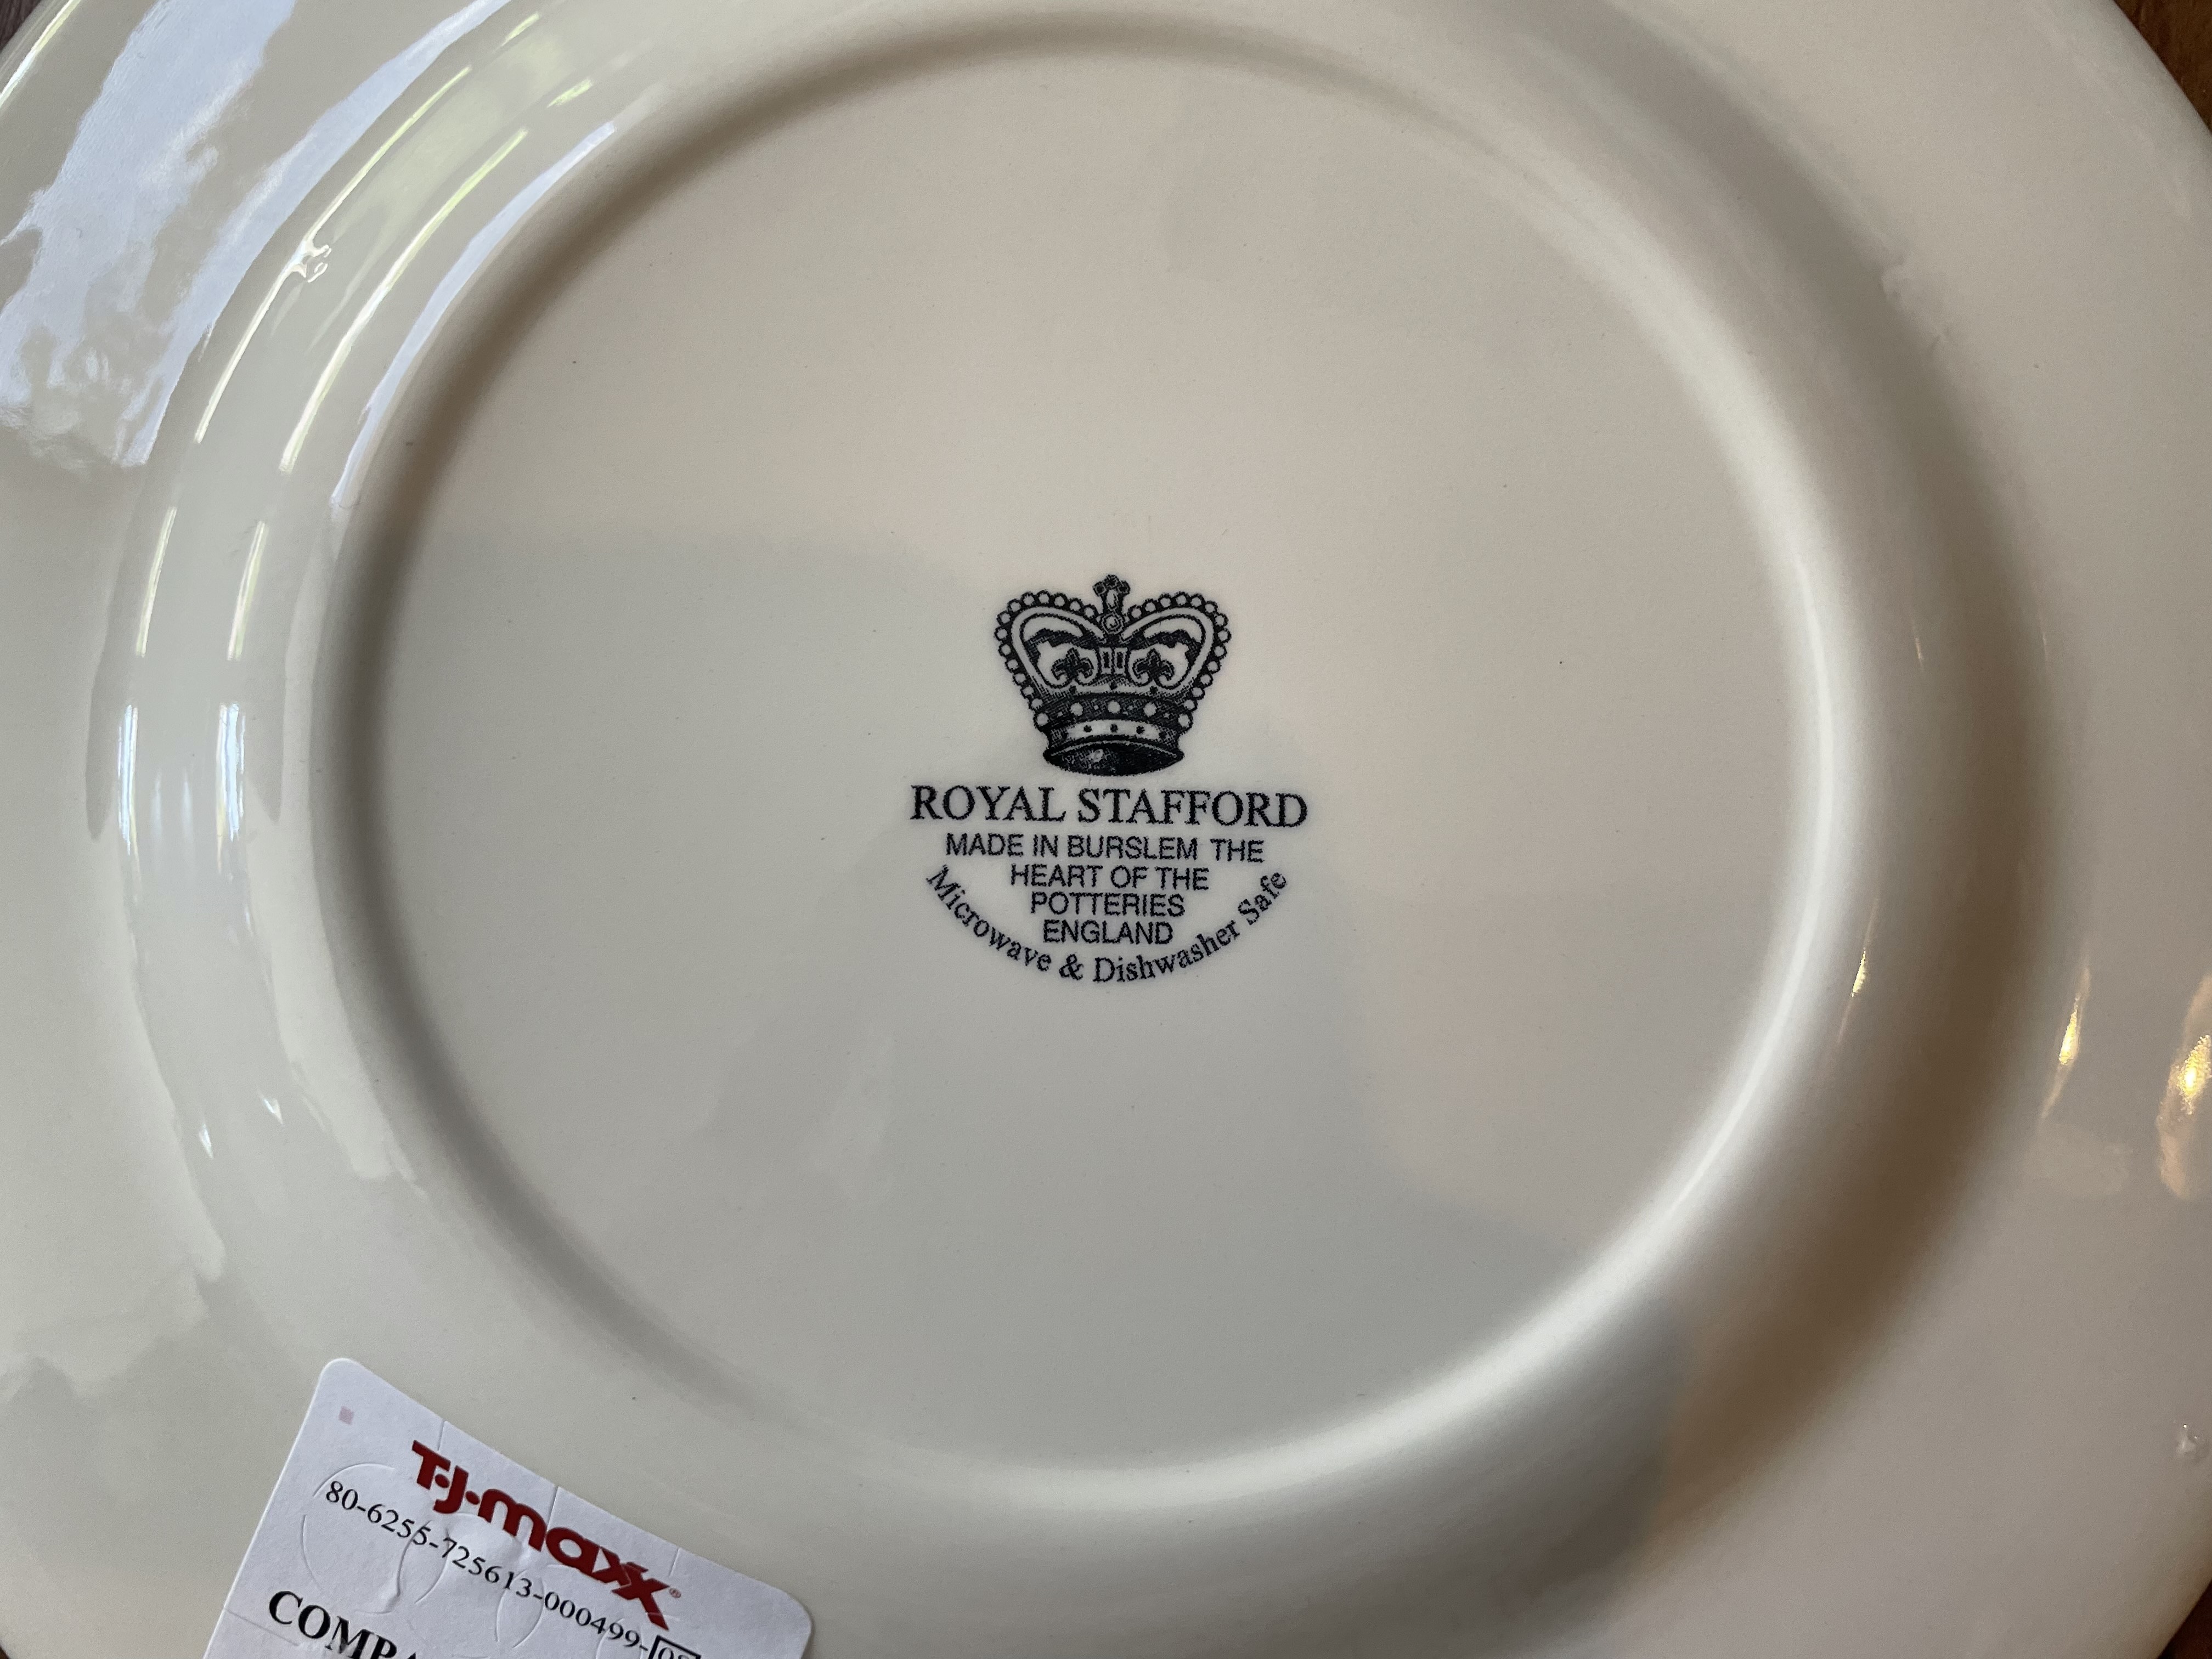 ROYAL STAFFORD
MADE IN BURSLEM THE
HEART OF THE
POTTERIES
ENGLAND
Microwave & Dishwasher Safe
T·J·maxx®
80-6255-725613-000499-